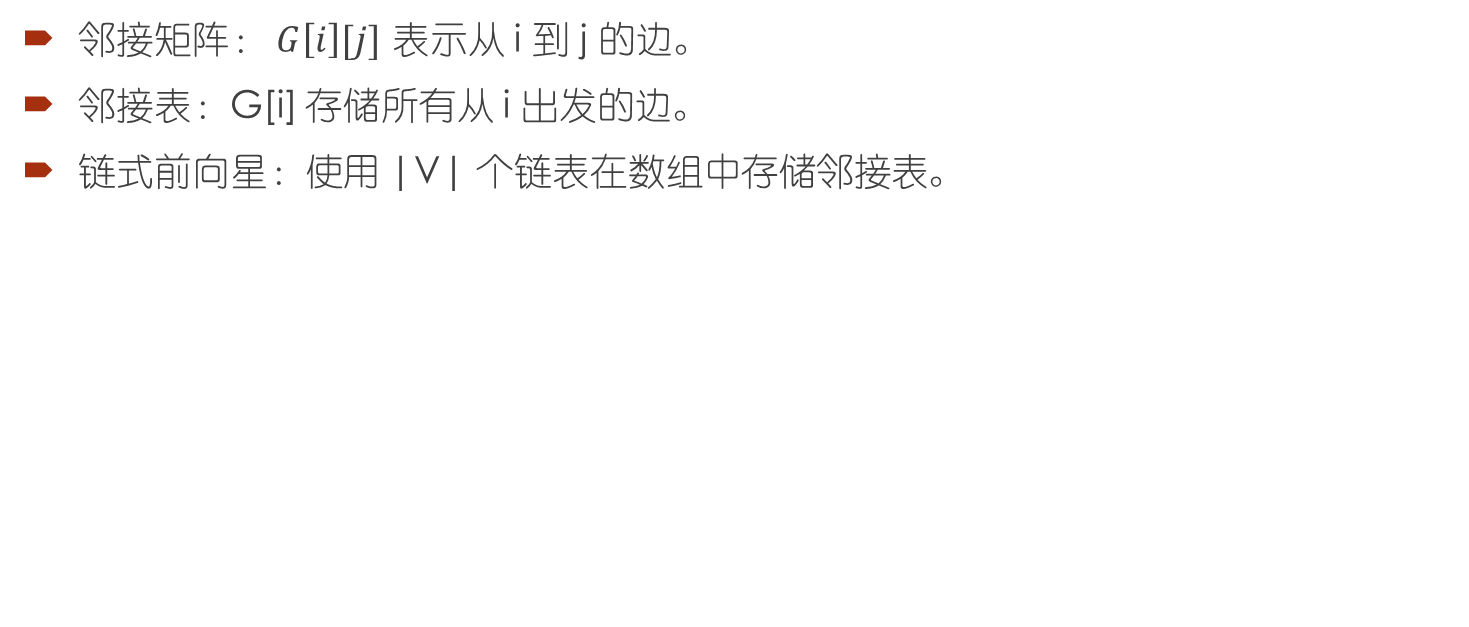 邻接矩阵： G[i][j] 表示从 i 到 j 的边。
邻接表：G[i] 存储所有从 i 出发的边。
链式前向星：使用 |V| 个链表在数组中存储邻接表。